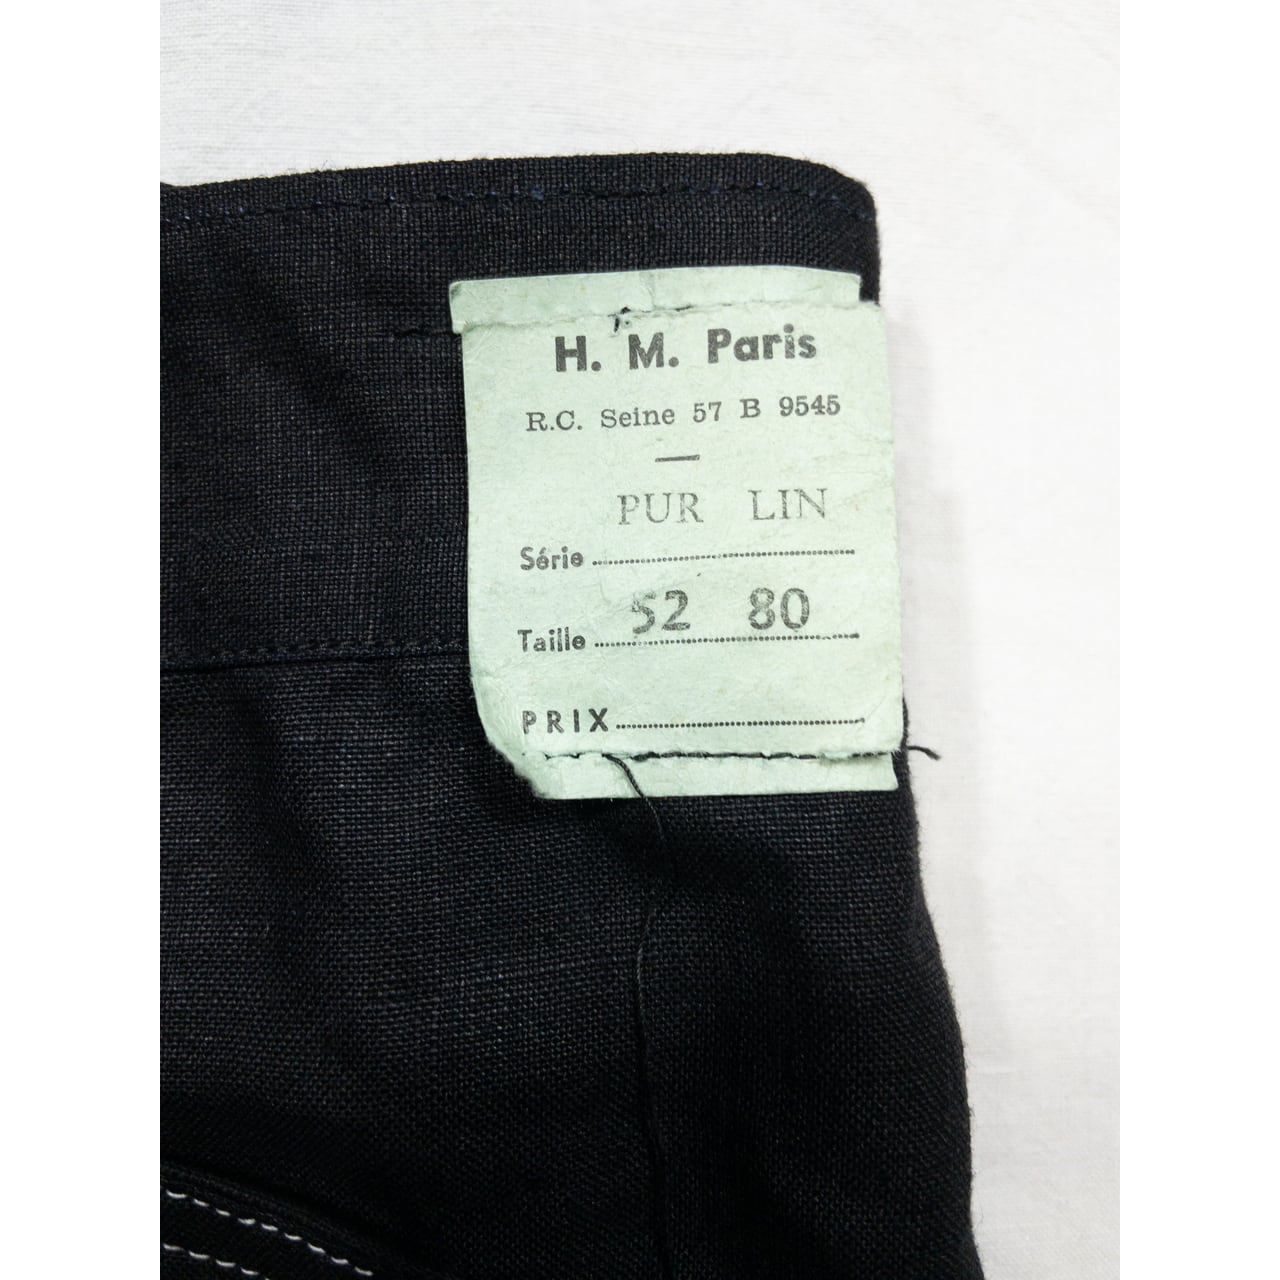 H. M. Paris
R.C. Seine 57 B 9545
PUR LIN
Série
52 80
Taille
PRIX